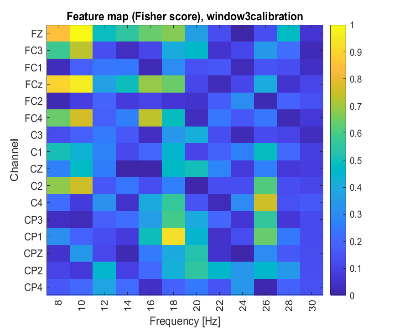 Feature map (Fisher score), window3calibration
Channel
FZ
FC3
FC1
FCz
FC2
FC4
C3
C1
CZ
C2
C4
CP3
CP1
CPZ
CP2
CP4
8 10 12 14 16 18 20 22 24 26 28 30
Frequency [Hz]
1
0.9
0.8
0.7
0.6
0.5
0.4
0.3
0.2
0.1
0